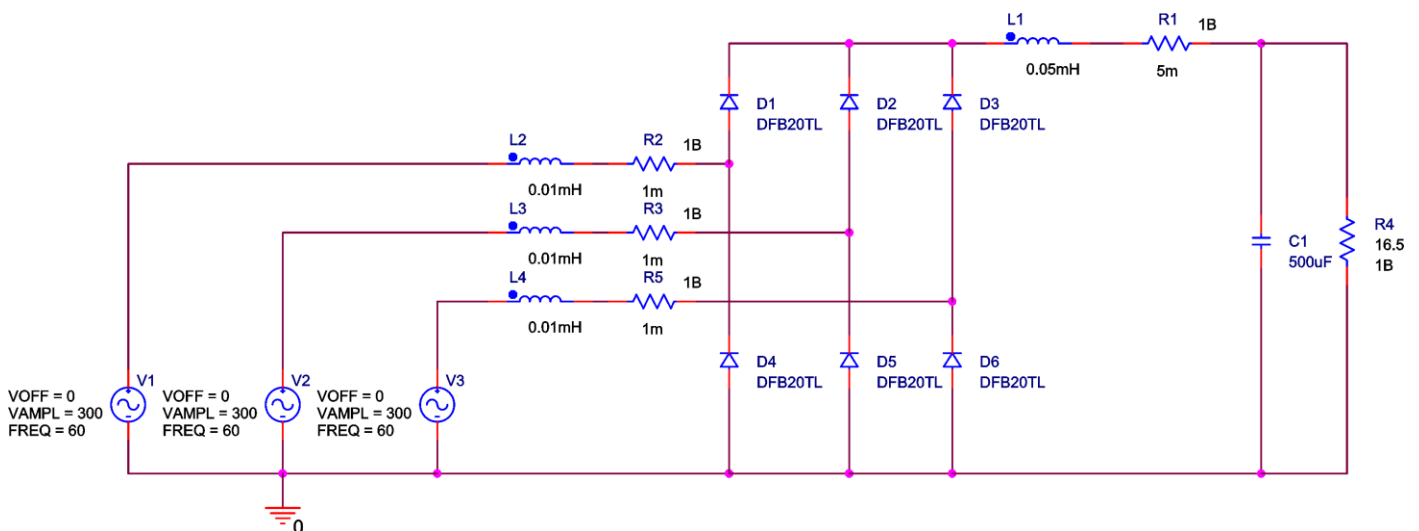 L1
R1
1B
0.05mH
5m
D1
DFB20TL
D2
DFB20TL
D3
DFB20TL
L2
R2
1B
0.01mH
1m
L3
R3
1B
0.01mH
1m
L4
R5
1B
0.01mH
1m
C1
500uF
R4
16.5
1B
D4
DFB20TL
D5
DFB20TL
D6
DFB20TL
V1
VOFF = 0
VAMPL = 300
FREQ = 60
V2
VOFF = 0
VAMPL = 300
FREQ = 60
V3
VOFF = 0
VAMPL = 300
FREQ = 60
0